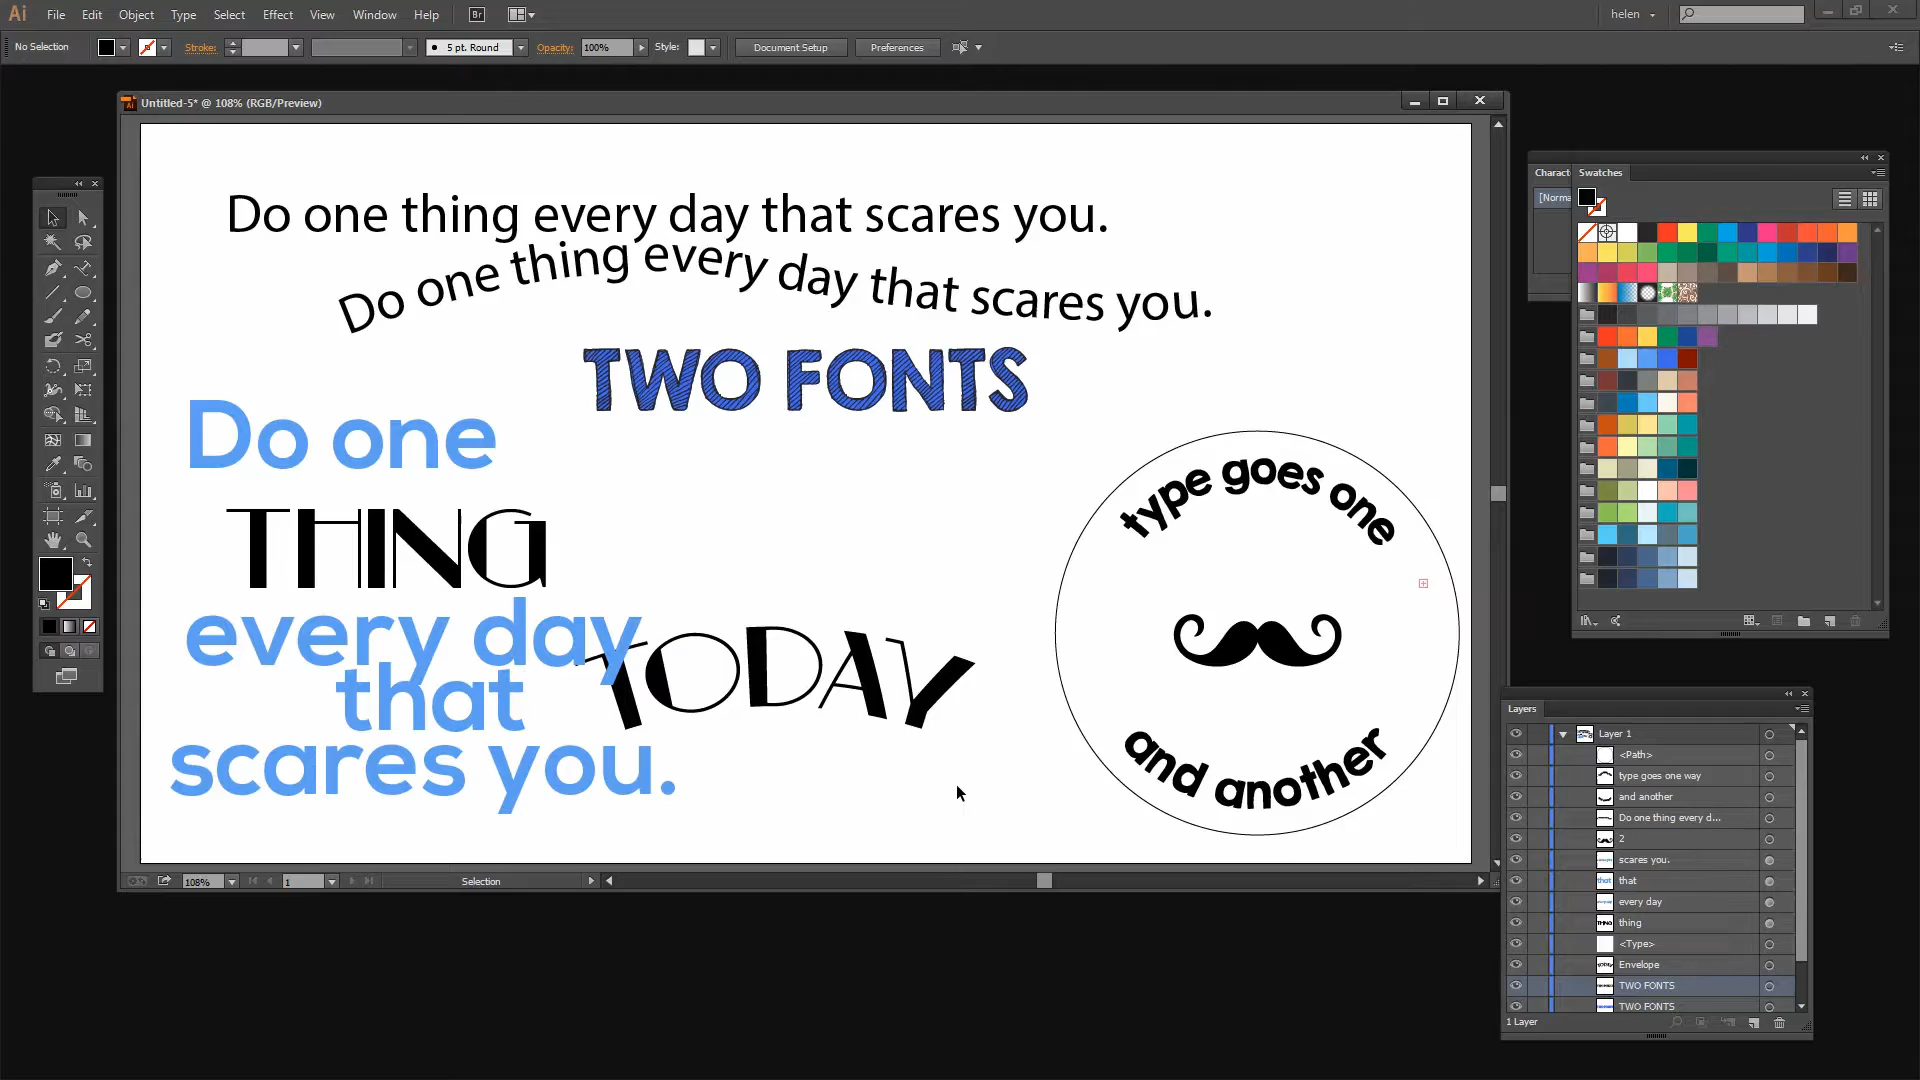 Ai File Edit Object Type Select Effect View Window Help Br helen
No Selection Stroke: 5 pt. Round Opacity: 100% Style: Document Setup Preferences
Untitled-5* @ 108% (RGB/Preview)
Do one thing every day that scares you.
Do one thing every day that scares you.
TWO FONTS
Do one
THING
every day
that
scares you.
TODAY
type goes one
and another
108% 1 Selection
Charact Swatches
[Norma
Layers
Layer 1
<Path>
type goes one way
and another
Do one thing every d...
2
scares you.
that
every day
thing
<Type>
Envelope
TWO FONTS
TWO FONTS
1 Layer